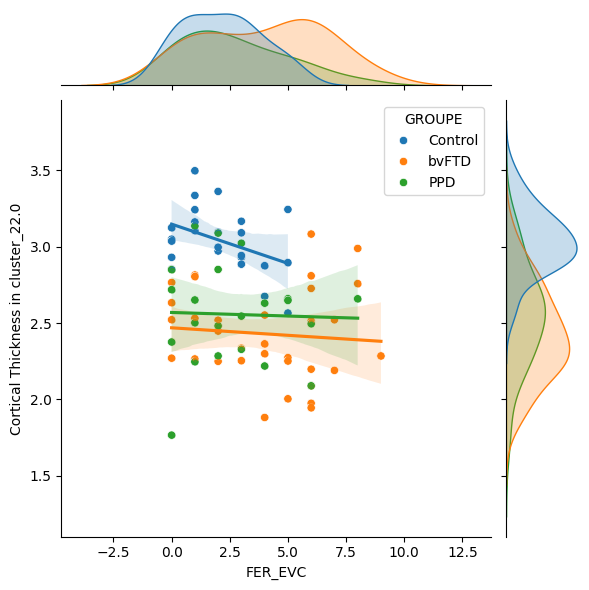 GROUPE
Control
bvFTD
PPD
3.5
3.0
2.5
2.0
1.5
Cortical Thickness in cluster_22.0
−2.5 0.0 2.5 5.0 7.5 10.0 12.5
FER_EVC